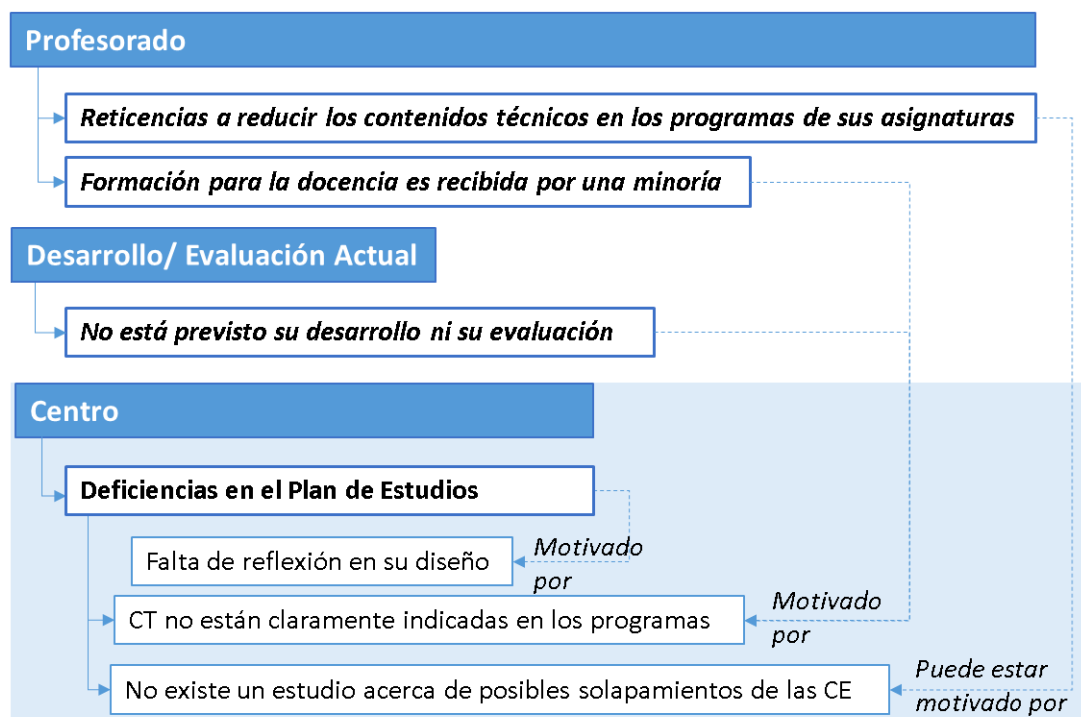 Profesorado
Reticencias a reducir los contenidos técnicos en los programas de sus asignaturas
Formación para la docencia es recibida por una minoría
Desarrollo/ Evaluación Actual
No está previsto su desarrollo ni su evaluación
Centro
Deficiencias en el Plan de Estudios
Falta de reflexión en su diseño
Motivado
por
CT no están claramente indicadas en los programas
Motivado
por
No existe un estudio acerca de posibles solapamientos de las CE
Puede estar
motivado por